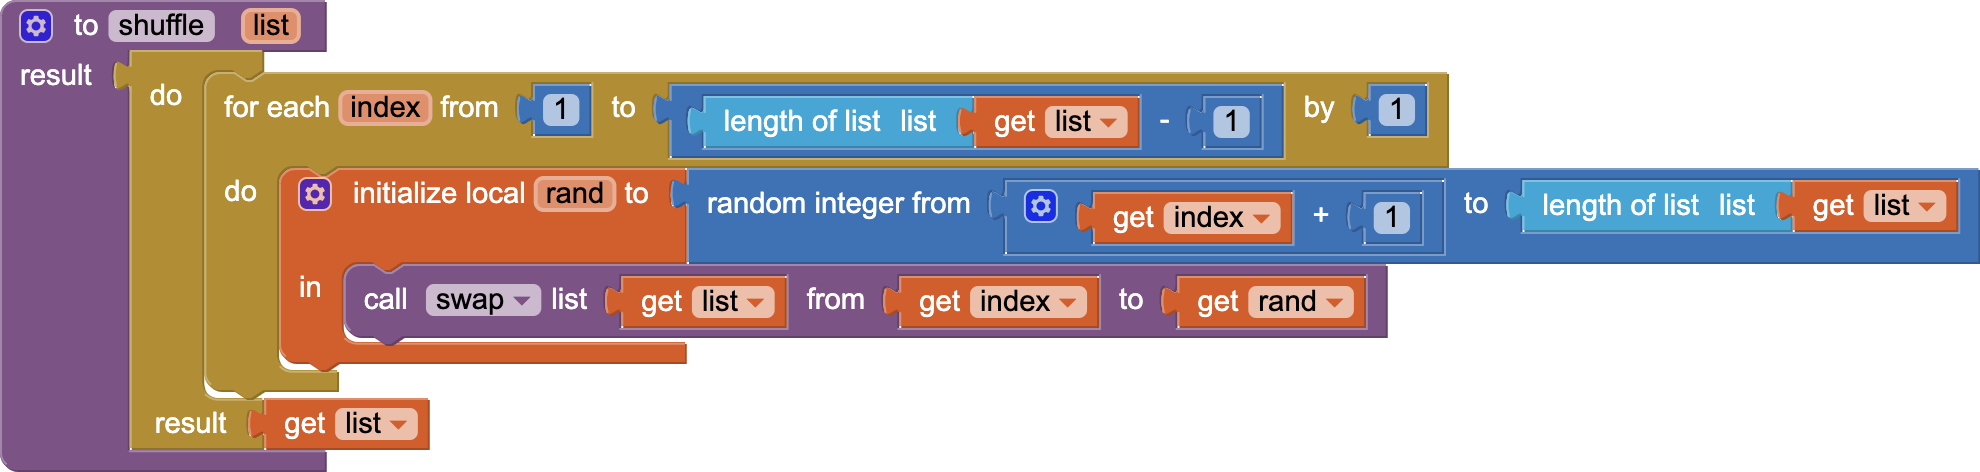 to shuffle list
result
do
for each index from 1 to length of list list get list - 1 by 1
do
initialize local rand to random integer from get index + 1 to length of list list get list
in
call swap list get list from get index to get rand
result get list